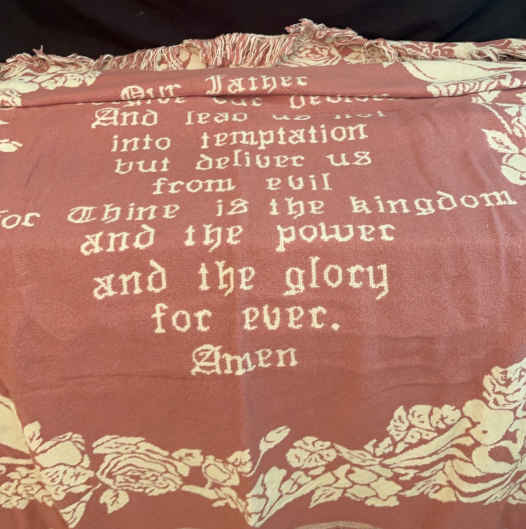 Our Father
And lead us not
into temptation
but deliver us
from evil
for Thine is the kingdom
and the power
and the glory
for ever.
Amen